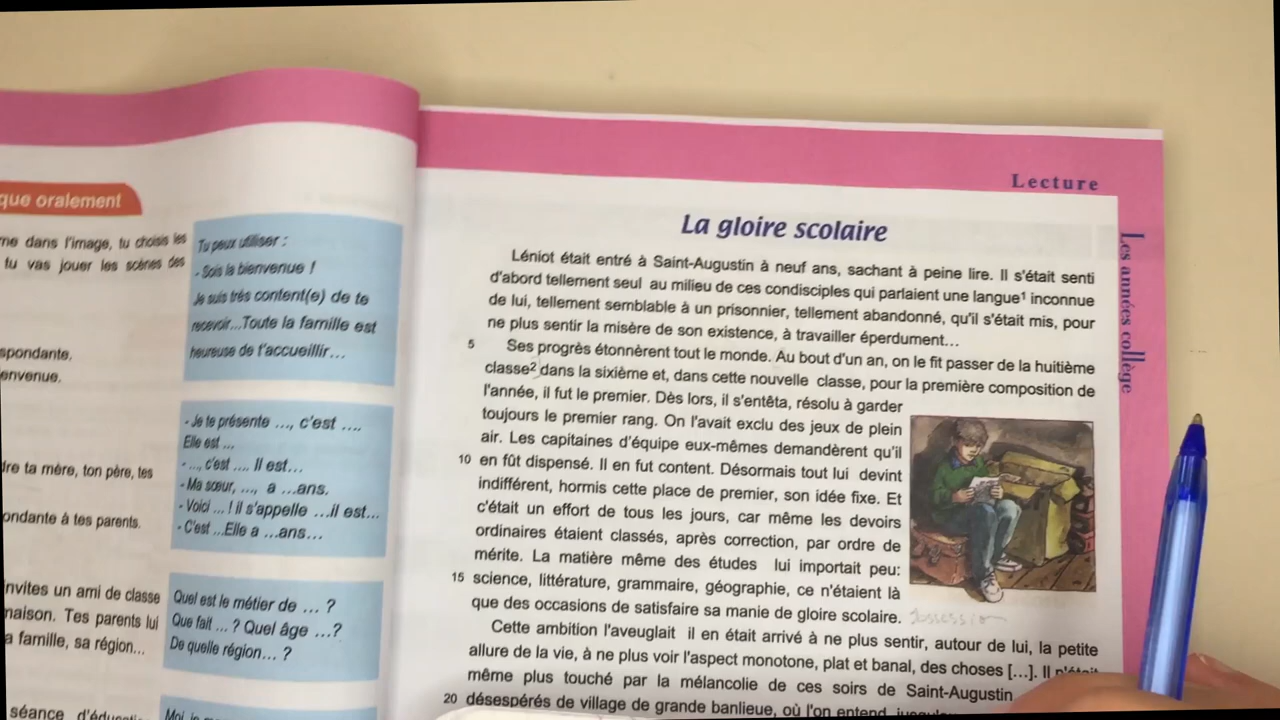 que oralement
me dans l'image, tu choisis les
tu vas jouer les scènes des
spondante,
envenue.
dre ta mère, ton père, tes
ondante à tes parents.
invites un ami de classe
maison. Tes parents lui
a famille, sa région...
séance d'éduc
Tu peux utiliser :
- Sois la bienvenue !
Je suis très content(e) de te
recevoir...Toute la famille est
heureuse de t'accueillir...
- Je te présente ..., c'est ....
Elle est ...
- ..., c'est .... Il est...
- Ma sœur, ..., a ...ans.
- Voici ... ! il s'appelle ...il est...
- C'est ...Elle a ...ans...
Quel est le métier de ... ?
Que fait ... ? Quel âge ...?
De quelle région... ?
Moi, je
Lecture
Les années collège
La gloire scolaire
Léniot était entré à Saint-Augustin à neuf ans, sachant à peine lire. Il s'était senti
d'abord tellement seul au milieu de ces condisciples qui parlaient une langue¹ inconnue
de lui, tellement semblable à un prisonnier, tellement abandonné, qu'il s'était mis, pour
ne plus sentir la misère de son existence, à travailler éperdument...
5 Ses progrès étonnèrent tout le monde. Au bout d'un an, on le fit passer de la huitième
classe² dans la sixième et, dans cette nouvelle classe, pour la première composition de
l'année, il fut le premier. Dès lors, il s'entêta, résolu à garder
toujours le premier rang. On l'avait exclu des jeux de plein
air. Les capitaines d'équipe eux-mêmes demandèrent qu'il
10 en fût dispensé. Il en fut content. Désormais tout lui devint
indifférent, hormis cette place de premier, son idée fixe. Et
c'était un effort de tous les jours, car même les devoirs
ordinaires étaient classés, après correction, par ordre de
mérite. La matière même des études lui importait peu:
15 science, littérature, grammaire, géographie, ce n'étaient là
que des occasions de satisfaire sa manie de gloire scolaire. obsession
Cette ambition l'aveuglait il en était arrivé à ne plus sentir, autour de lui, la petite
allure de la vie, à ne plus voir l'aspect monotone, plat et banal, des choses [...]. Il n'était
même plus touché par la mélancolie de ces soirs de Saint-Augustin
20 désespérés de village de grande banlieue, où l'on entend